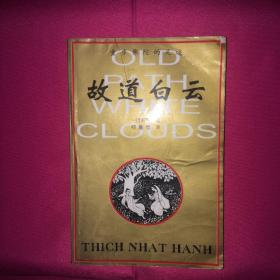 OLD
PATH
WHITE
CLOUDS
故道白云
THICH NHAT HANH